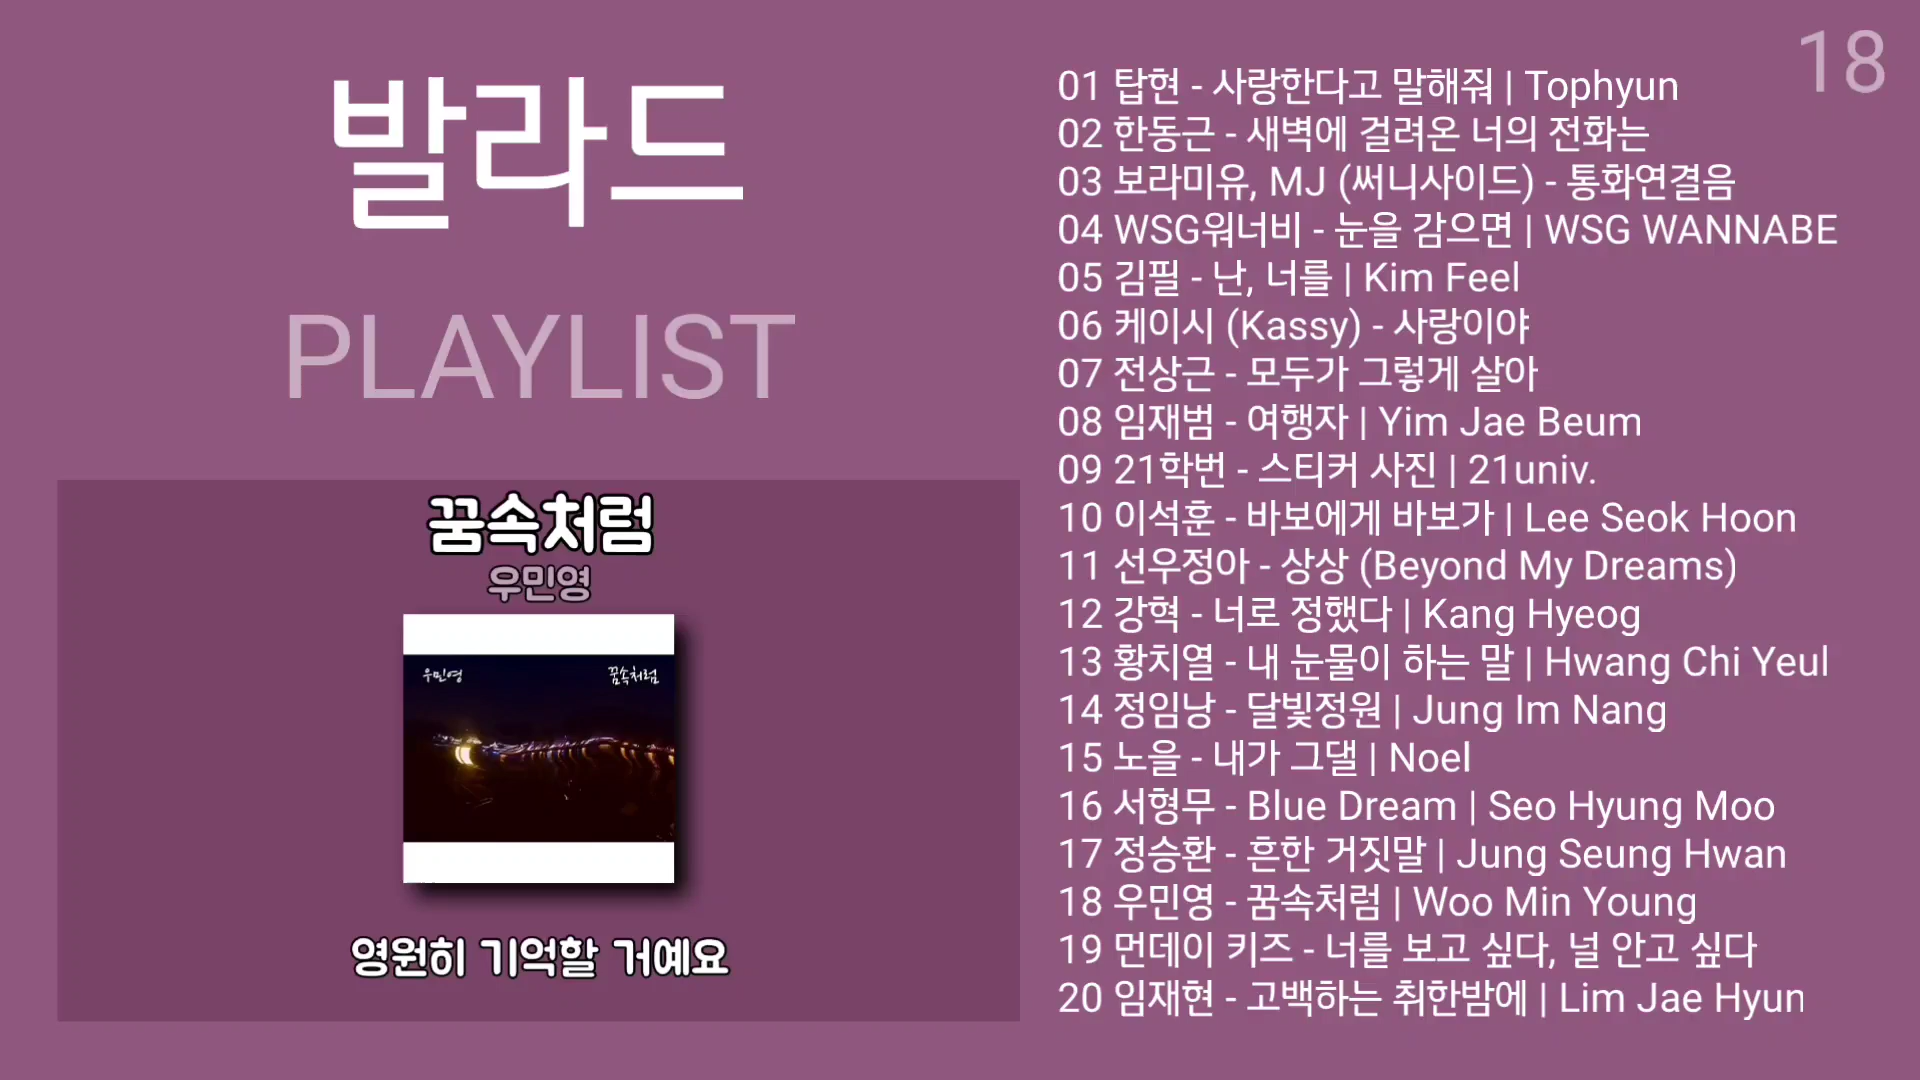 발라드
PLAYLIST
꿈속처럼
우민영
우민영 꿈속처럼
영원히 기억할 거예요
18
01 탑현 - 사랑한다고 말해줘 | Tophyun
02 한동근 - 새벽에 걸려온 너의 전화는
03 보라미유, MJ (써니사이드) - 통화연결음
04 WSG워너비 - 눈을 감으면 | WSG WANNABE
05 김필 - 난, 너를 | Kim Feel
06 케이시 (Kassy) - 사랑이야
07 전상근 - 모두가 그렇게 살아
08 임재범 - 여행자 | Yim Jae Beum
09 21학번 - 스티커 사진 | 21univ.
10 이석훈 - 바보에게 바보가 | Lee Seok Hoon
11 선우정아 - 상상 (Beyond My Dreams)
12 강혁 - 너로 정했다 | Kang Hyeog
13 황치열 - 내 눈물이 하는 말 | Hwang Chi Yeul
14 정임낭 - 달빛정원 | Jung Im Nang
15 노을 - 내가 그댈 | Noel
16 서형무 - Blue Dream | Seo Hyung Moo
17 정승환 - 흔한 거짓말 | Jung Seung Hwan
18 우민영 - 꿈속처럼 | Woo Min Young
19 먼데이 키즈 - 너를 보고 싶다, 널 안고 싶다
20 임재현 - 고백하는 취한밤에 | Lim Jae Hyun